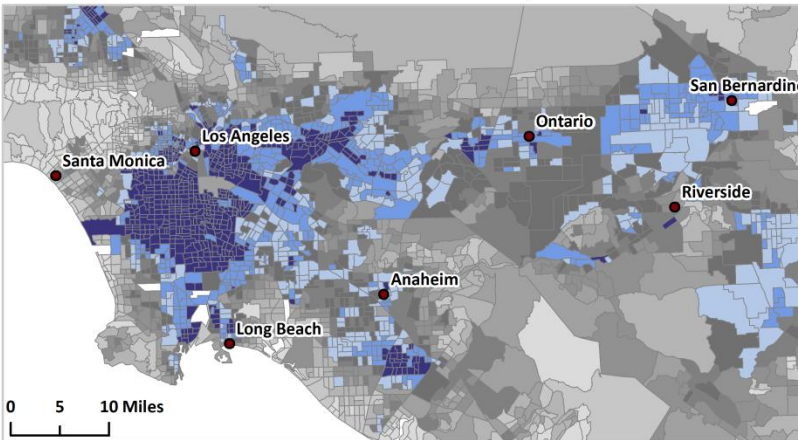 San Bernardino
Los Angeles
Ontario
Santa Monica
Riverside
Anaheim
Long Beach
0 5 10 Miles